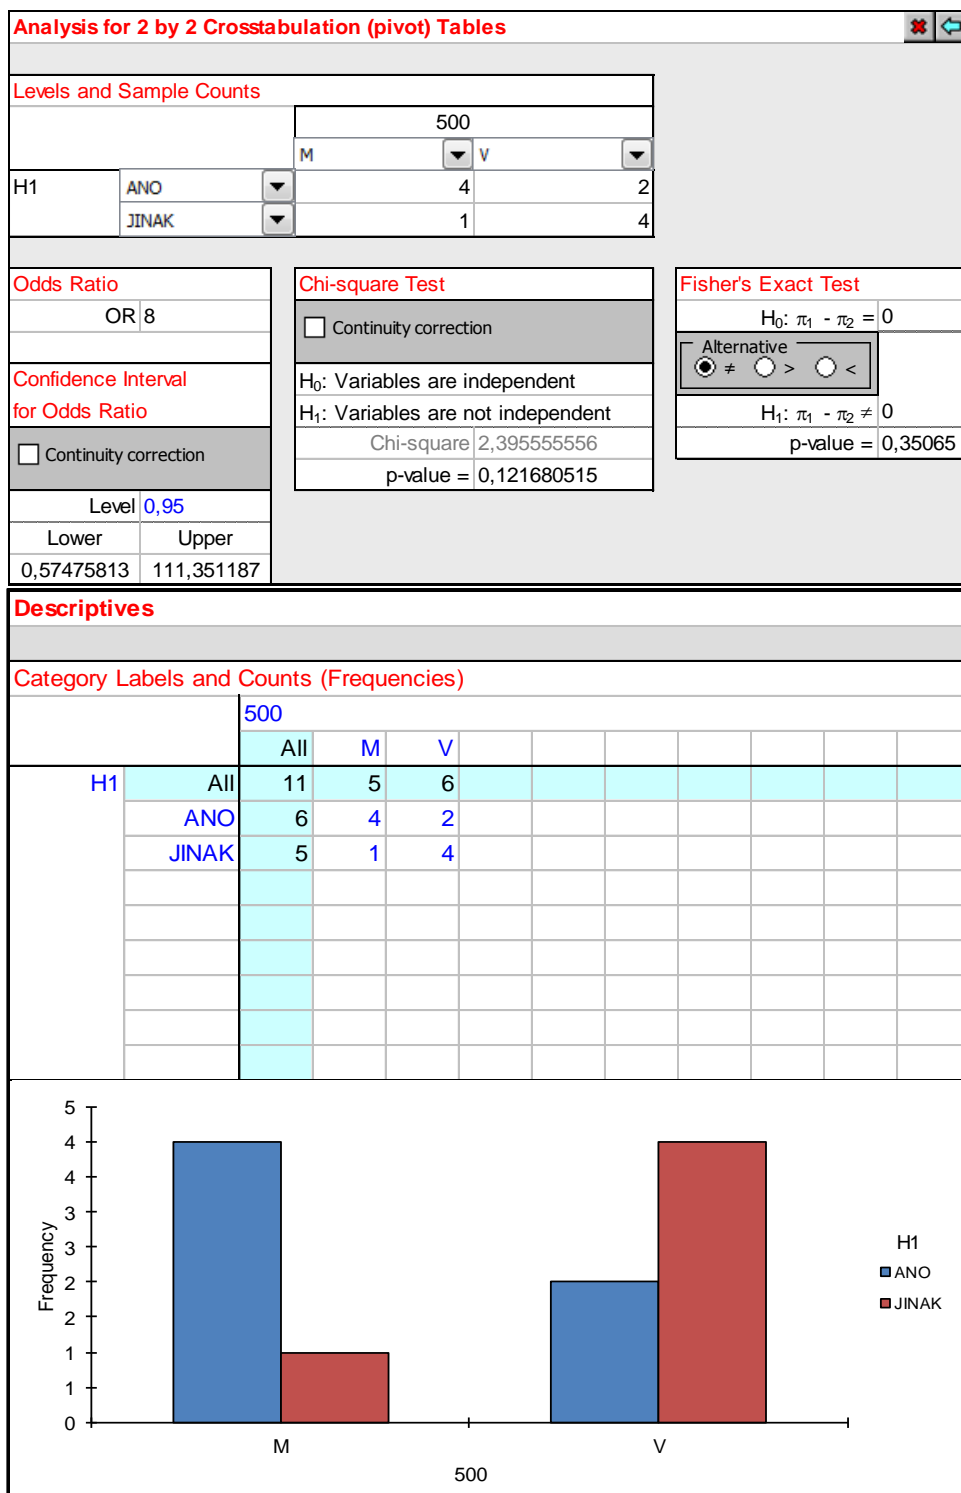 Analysis for 2 by 2 Crosstabulation (pivot) Tables
Levels and Sample Counts
500
M V
H1 ANO 4 2
JINAK 1 4
Odds Ratio
OR 8
Confidence Interval
for Odds Ratio
Continuity correction
Level 0,95
Lower Upper
0,57475813 111,351187
Chi-square Test
Continuity correction
H₀: Variables are independent
H₁: Variables are not independent
Chi-square 2,395555556
p-value = 0,121680515
Fisher's Exact Test
H₀: π₁ - π₂ = 0
Alternative
≠ > <
H₁: π₁ - π₂ ≠ 0
p-value = 0,35065
Descriptives
Category Labels and Counts (Frequencies)
500
All M V
H1 All 11 5 6
ANO 6 4 2
JINAK 5 1 4
5
4
4
3
3
2
2
1
1
0
Frequency
M V
500
H1
ANO
JINAK